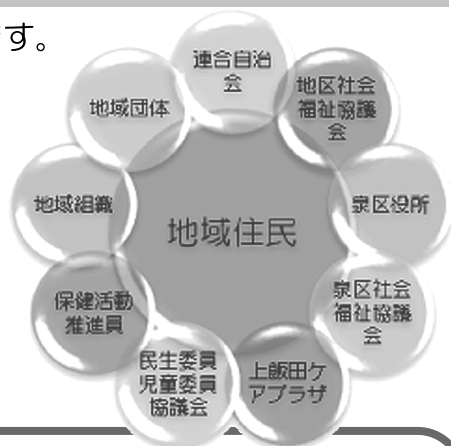 す。
連合自治
会
地区社会
福祉協議
会
泉区役所
泉区社会
福祉協議
会
上飯田ケ
アプラザ
民生委員
児童委員
協議会
保健活動
推進員
地域組織
地域団体
地域住民